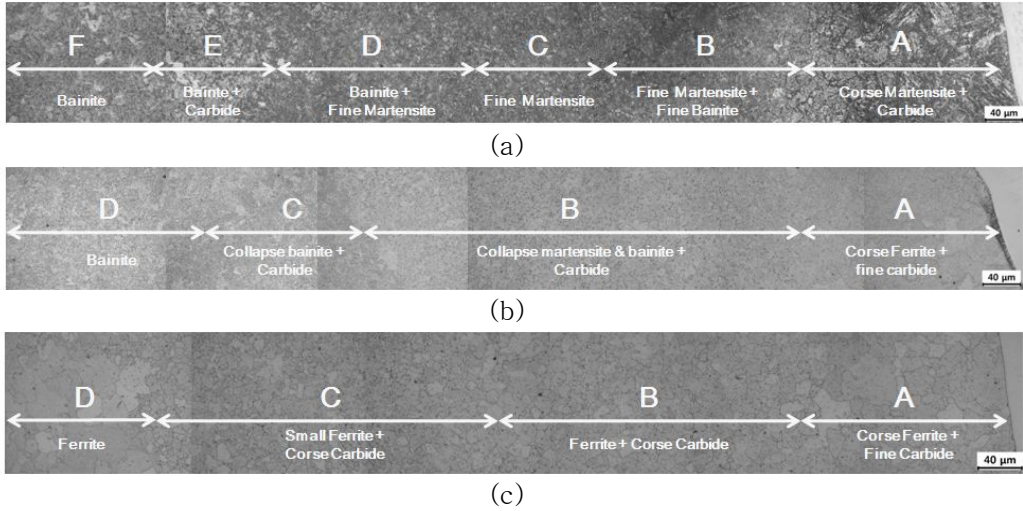 F E D C B A
Bainite
Bainte +
Carbide
Bainite +
Fine Martensite
Fine Martensite
Fine Martensite +
Fine Bainite
Corse Martensite +
Carbide
40 μm
(a)
D C B A
Bainite
Collapse bainite +
Carbide
Collapse martensite & bainite +
Carbide
Corse Ferrite +
fine carbide
40 μm
(b)
D C B A
Ferrite
Small Ferrite +
Corse Carbide
Ferrite + Corse Carbide
Corse Ferrite +
Fine Carbide
40 μm
(c)